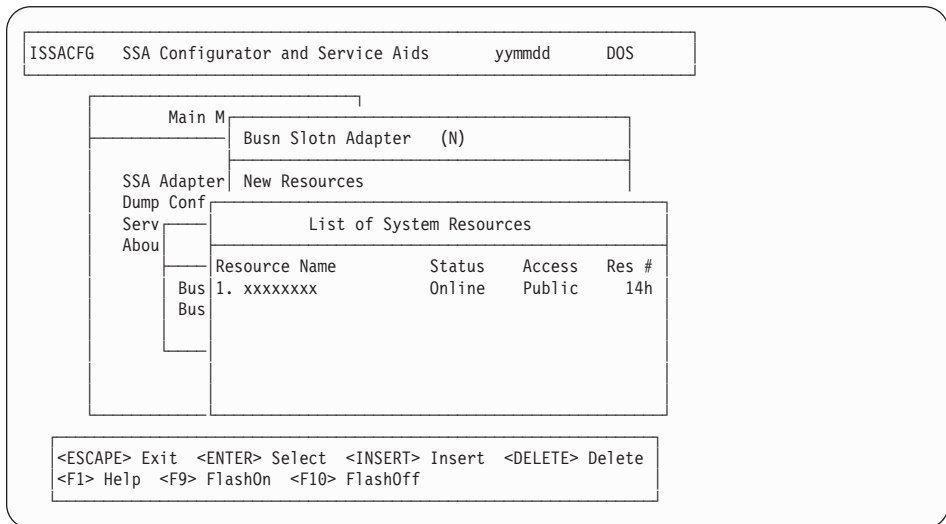 ISSACFG SSA Configurator and Service Aids yymmdd DOS
Main M
Busn Slotn Adapter (N)
SSA Adapter
New Resources
Dump Conf
Serv
Abou
List of System Resources
Resource Name Status Access Res #
Bus
1. xxxxxxxx Online Public 14h
Bus
<ESCAPE> Exit <ENTER> Select <INSERT> Insert <DELETE> Delete
<F1> Help <F9> FlashOn <F10> FlashOff